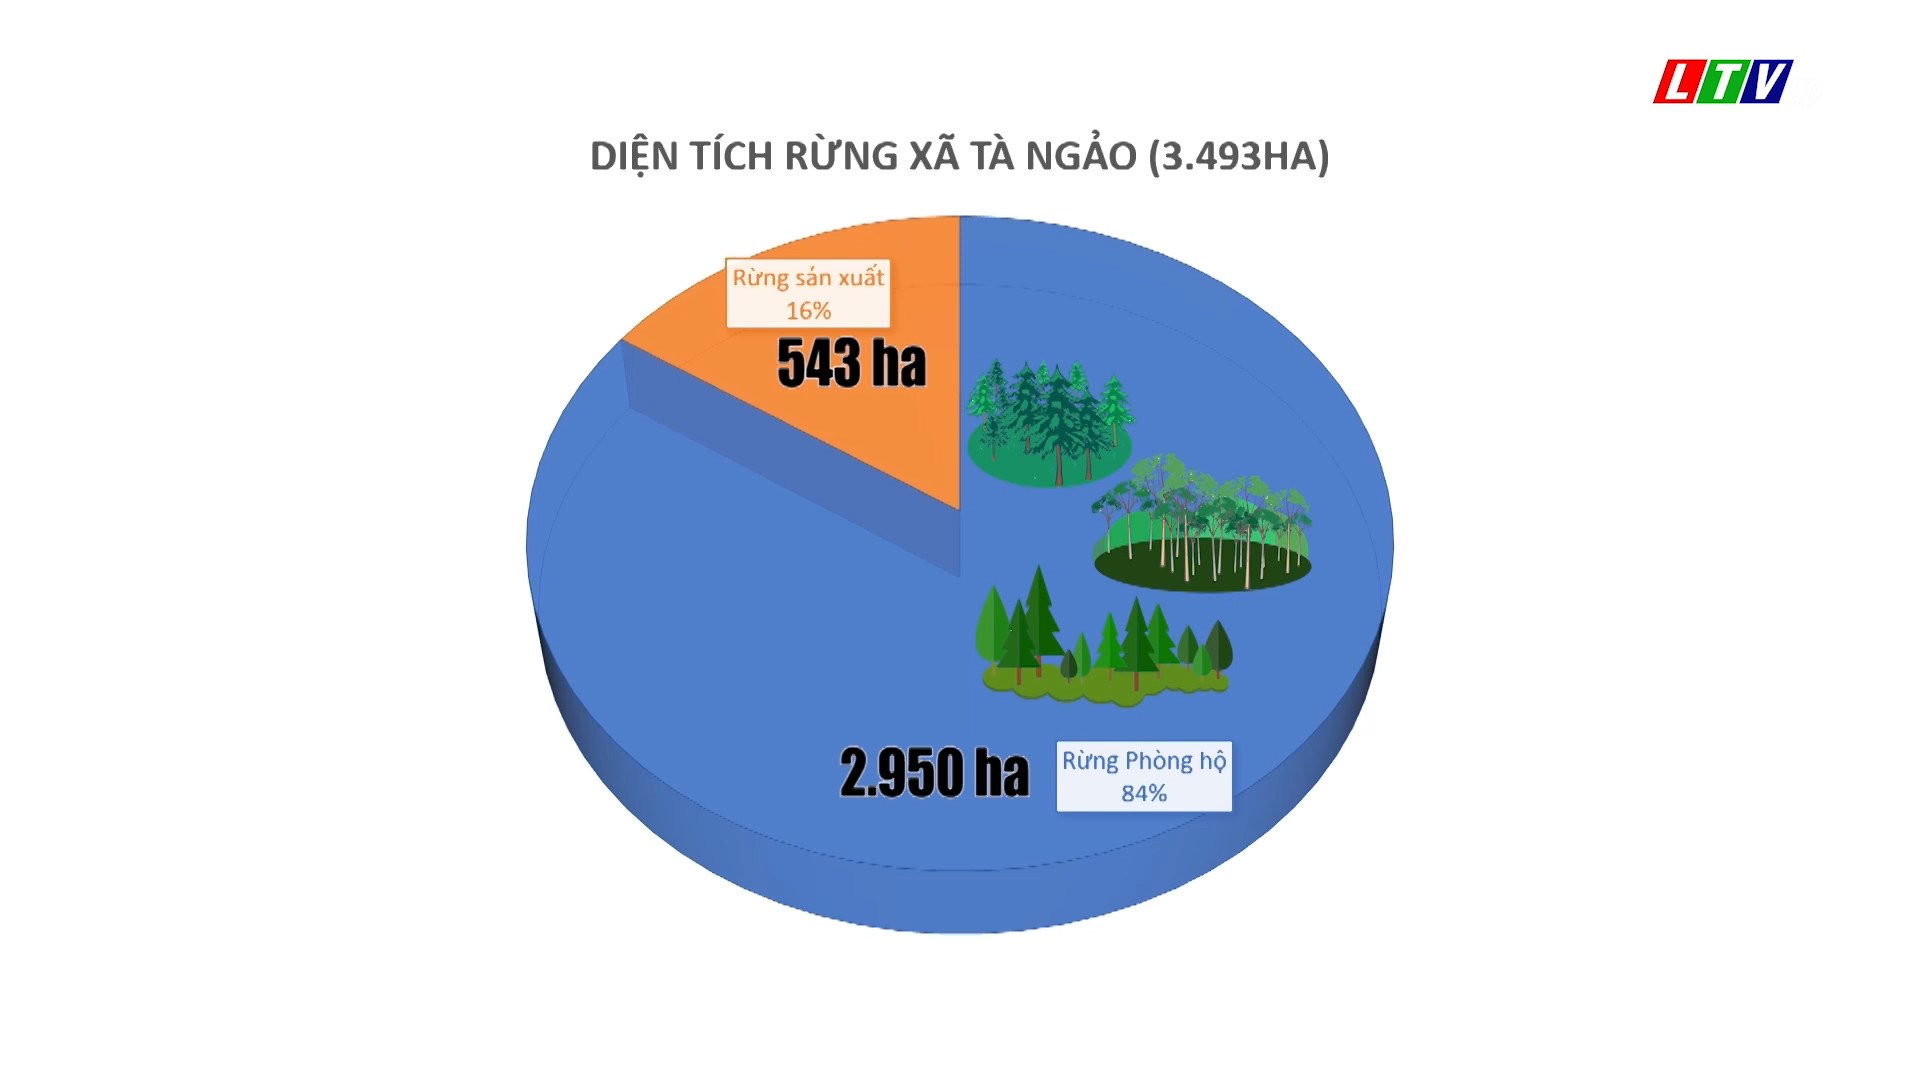 LTV
DIỆN TÍCH RỪNG XÃ TÀ NGẢO (3.493HA)
Rừng sản xuất
16%
543 ha
2.950 ha
Rừng Phòng hộ
84%